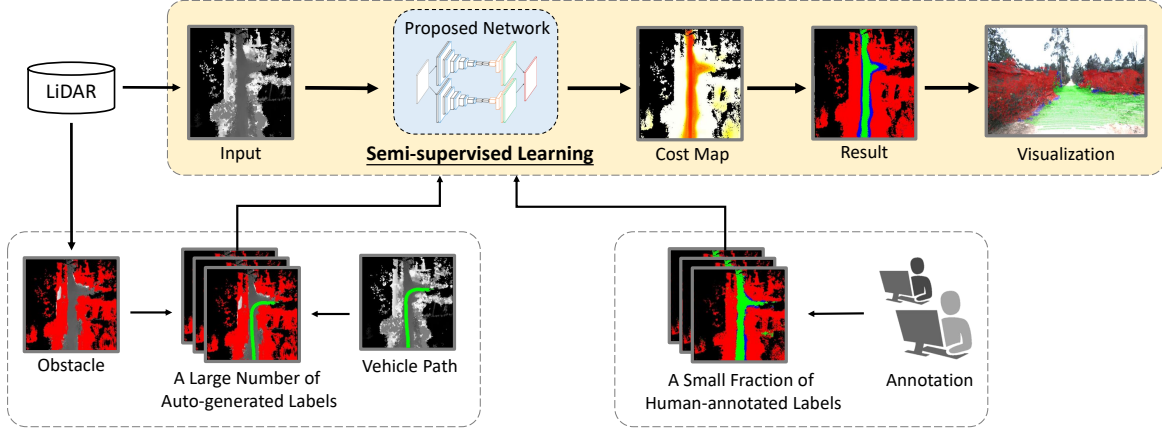 Proposed Network
LiDAR
Input
Semi-supervised Learning
Cost Map
Result
Visualization
Obstacle
A Large Number of
Auto-generated Labels
Vehicle Path
A Small Fraction of
Human-annotated Labels
Annotation